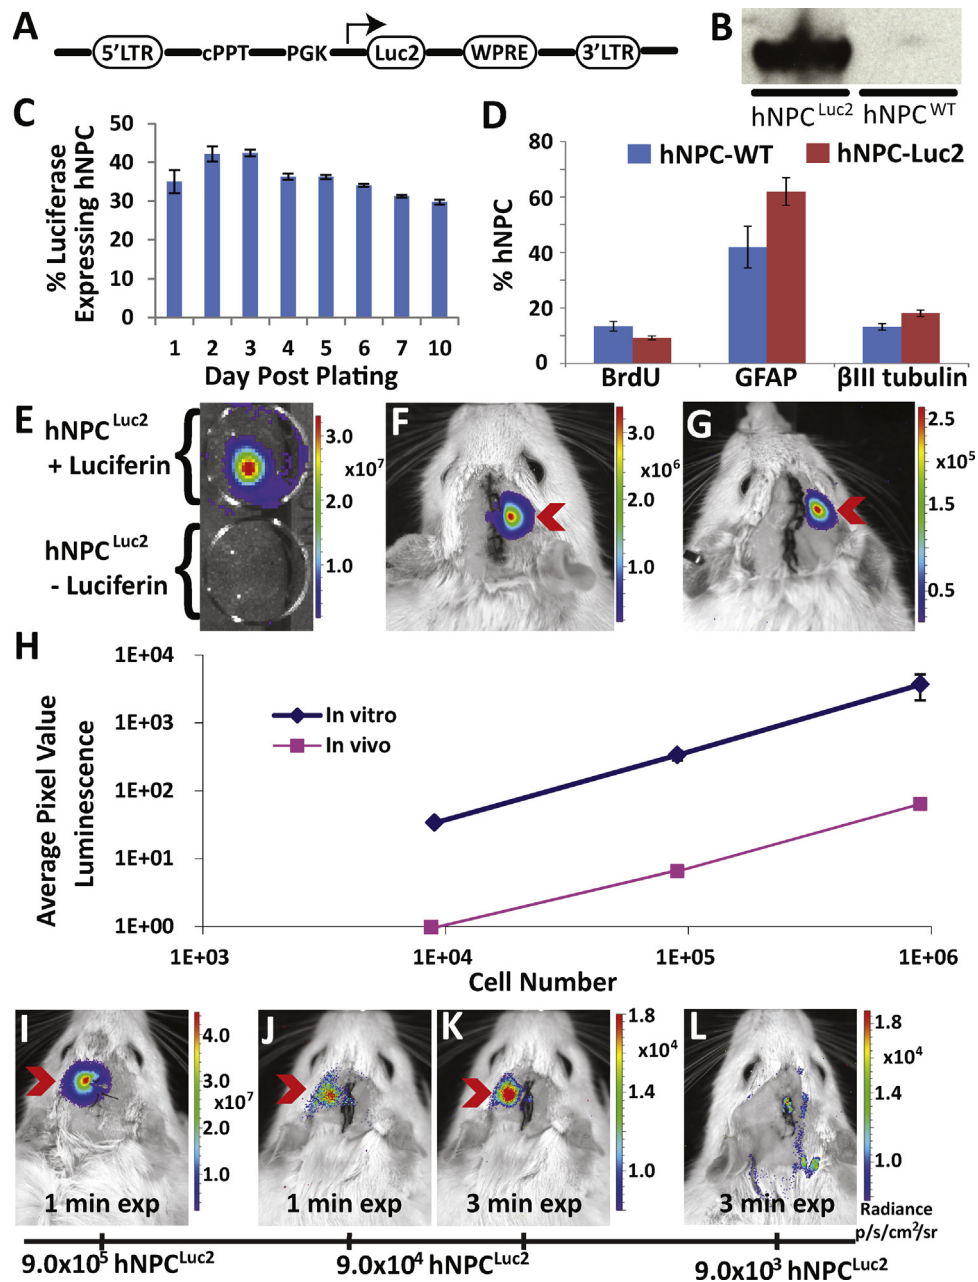 A
5'LTR cPPT PGK Luc2 WPRE 3'LTR
B
hNPC^Luc2 hNPC^WT
C
% Luciferase
Expressing hNPC
50
40
30
20
10
0
1 2 3 4 5 6 7 10
Day Post Plating
D
hNPC-WT hNPC-Luc2
% hNPC
80
60
40
20
0
BrdU GFAP βIII tubulin
E
hNPC^Luc2
+ Luciferin
hNPC^Luc2
- Luciferin
3.0
x10^7
2.0
1.0
F
3.0
x10^6
2.0
1.0
G
2.5
x10^5
1.5
0.5
H
Average Pixel Value
Luminescence
1E+04
1E+03
1E+02
1E+01
1E+00
In vitro
In vivo
1E+03 1E+04 1E+05 1E+06
Cell Number
I
1 min exp
4.0
3.0
x10^7
2.0
1.0
J
1 min exp
K
3 min exp
1.8
x10^4
1.4
1.0
L
3 min exp
1.8
x10^4
1.4
1.0
Radiance
p/s/cm²/sr
9.0x10^5 hNPC^Luc2 9.0x10^4 hNPC^Luc2 9.0x10^3 hNPC^Luc2